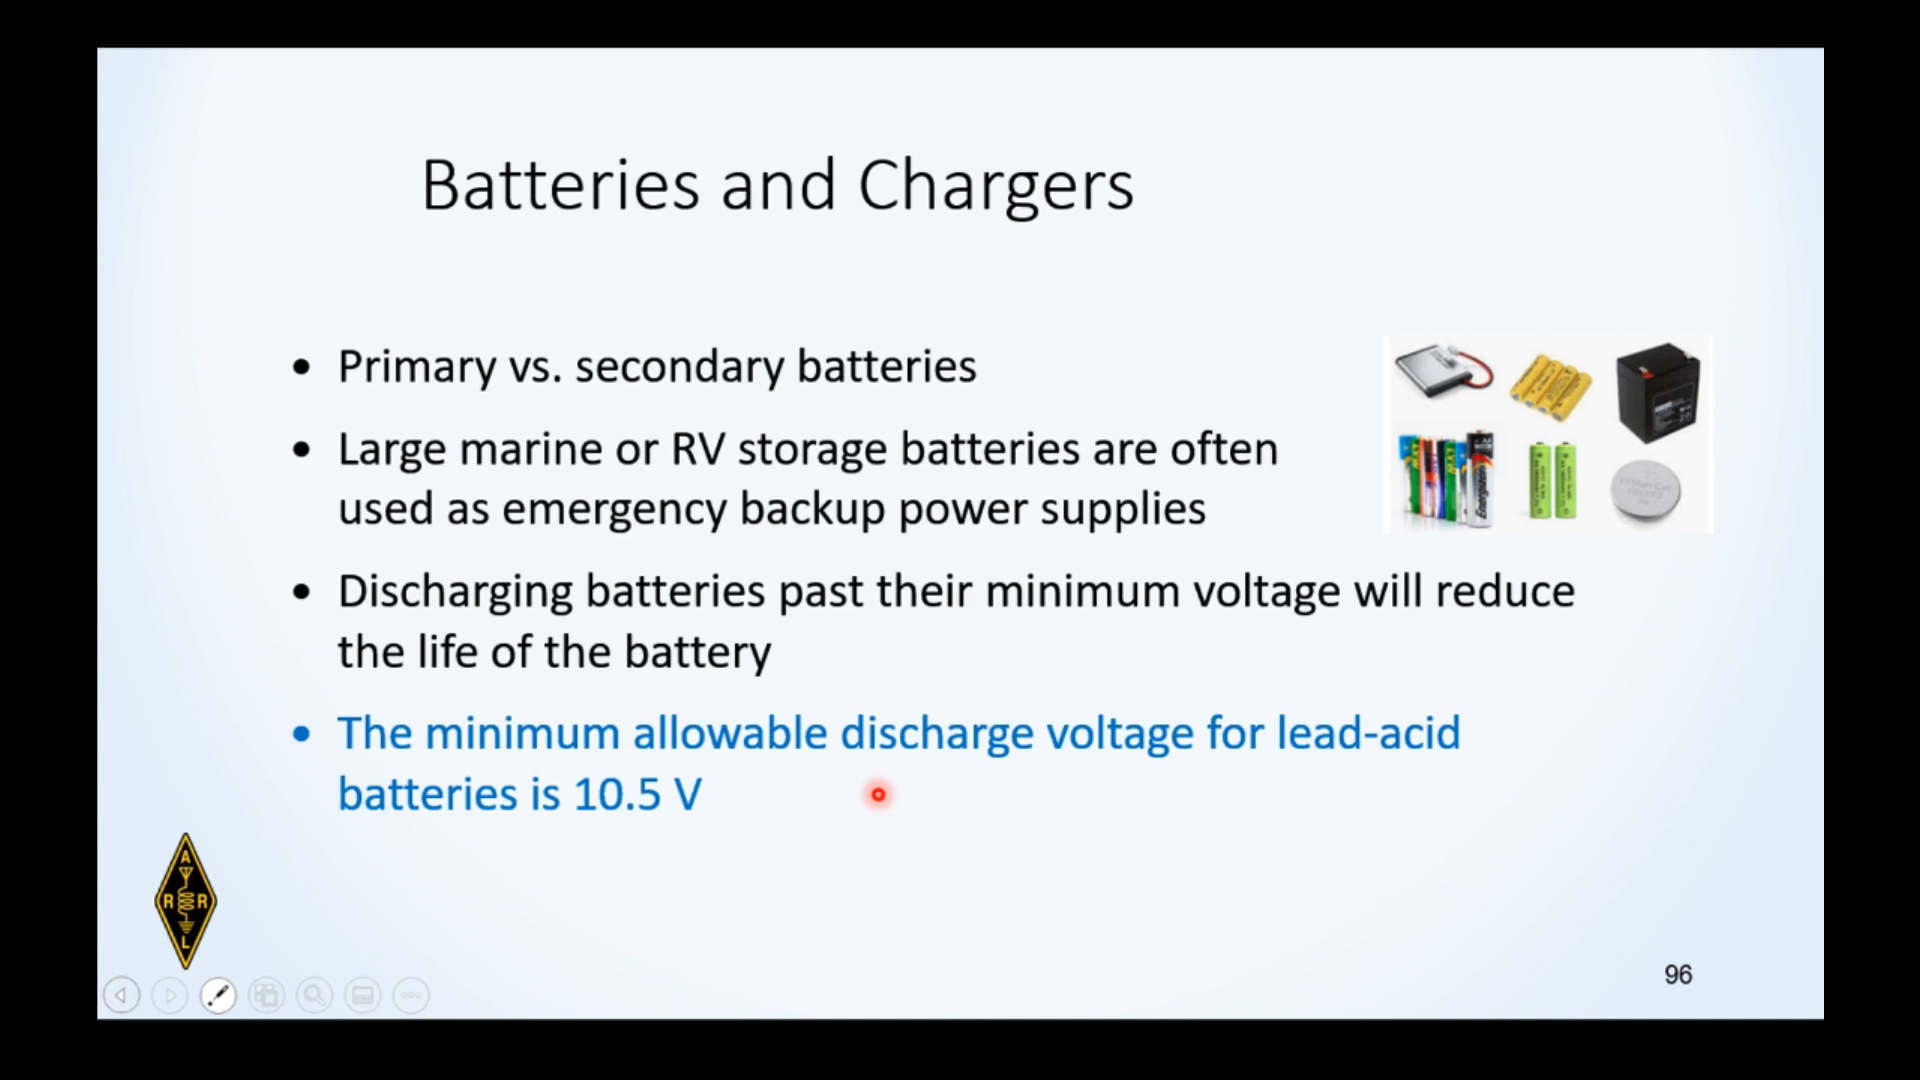 Batteries and Chargers
• Primary vs. secondary batteries
• Large marine or RV storage batteries are often
used as emergency backup power supplies
• Discharging batteries past their minimum voltage will reduce
the life of the battery
• The minimum allowable discharge voltage for lead-acid
batteries is 10.5 V
Energizer
A
R R
L
96